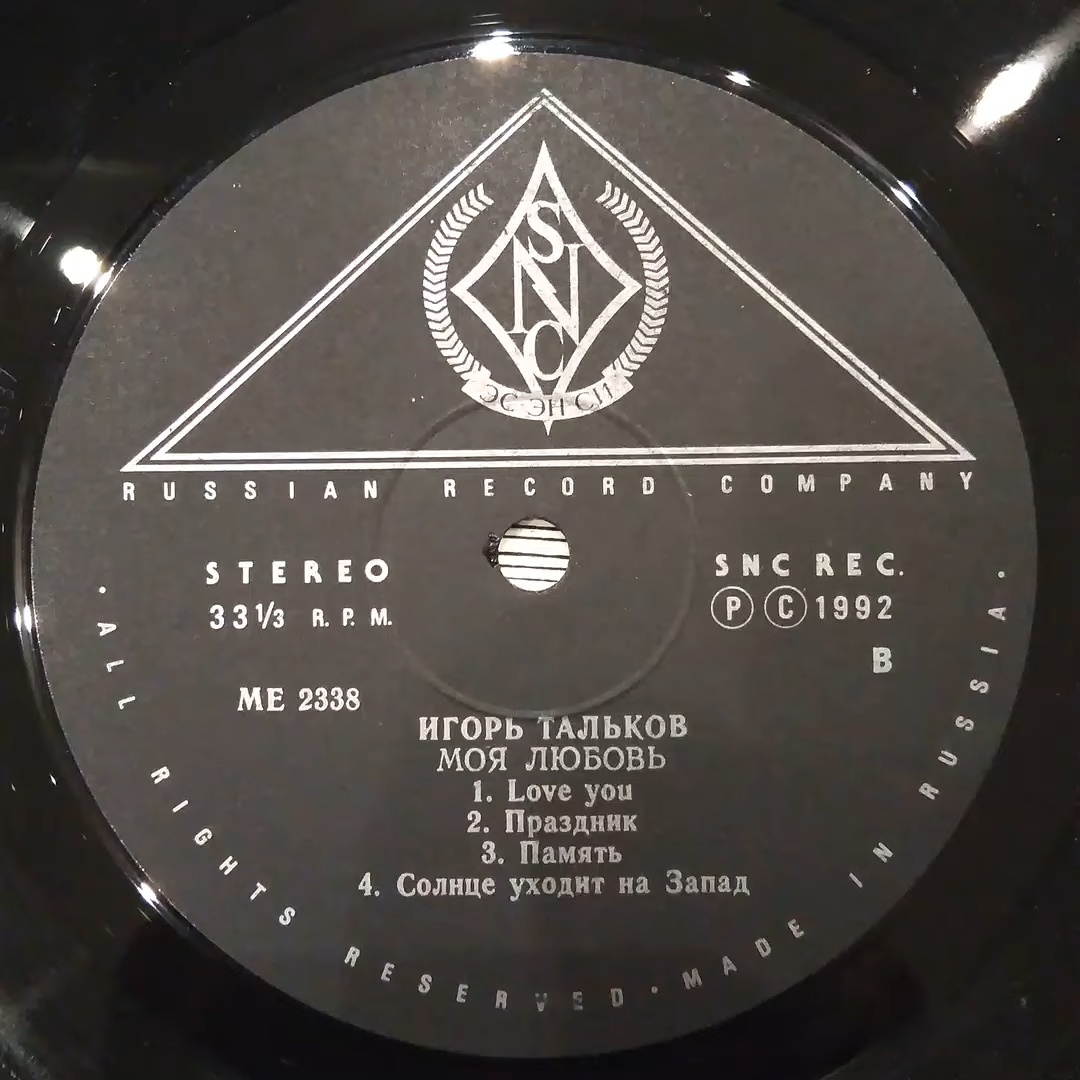 SNC
ЭС ЭН СИ
RUSSIAN RECORD COMPANY
STEREO
33 1/3 R. P. M.
SNC REC.
Ⓟ Ⓒ 1992
B
ME 2338
ИГОРЬ ТАЛЬКОВ
МОЯ ЛЮБОВЬ
1. Love you
2. Праздник
3. Память
4. Солнце уходит на Запад
· ALL RIGHTS RESERVED · MADE IN RUSSIA ·